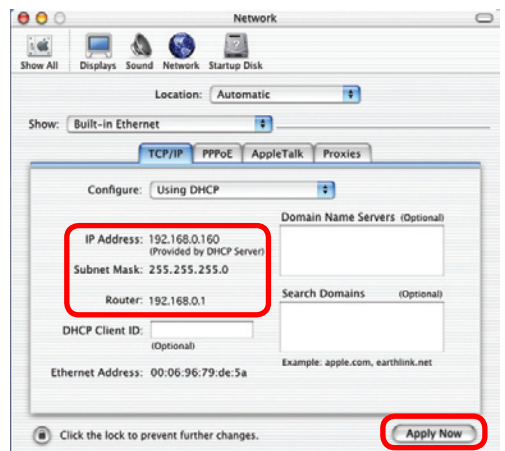 Network
Show All Displays Sound Network Startup Disk
Location: Automatic
Show: Built-in Ethernet
TCP/IP PPPoE AppleTalk Proxies
Configure: Using DHCP
Domain Name Servers (Optional)
IP Address: 192.168.0.160
(Provided by DHCP Server)
Subnet Mask: 255.255.255.0
Router: 192.168.0.1
Search Domains (Optional)
DHCP Client ID:
(Optional)
Example: apple.com, earthlink.net
Ethernet Address: 00:06:96:79:de:5a
Click the lock to prevent further changes.
Apply Now